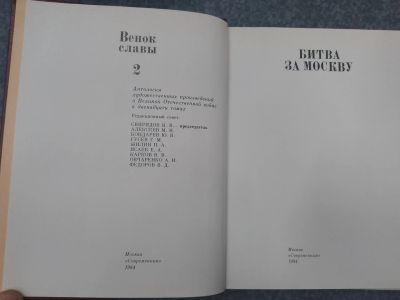 Венок
славы
2
Антология
художественных произведений
о Великой Отечественной войне
в двенадцати томах
Редакционный совет:
СВИРИДОВ Н. В. — председатель
АЛЕКСЕЕВ М. Н.
БОНДАРЕВ Ю. В.
ГУСЕВ Г. М.
ЖИЛИН П. А.
ИСАЕВ Е. А.
КАРПОВ В. В.
ОВЧАРЕНКО А. И.
ФЕДОРОВ В. Д.
Москва
«Современник»
1984
БИТВА
ЗА МОСКВУ
Москва
«Современник»
1984